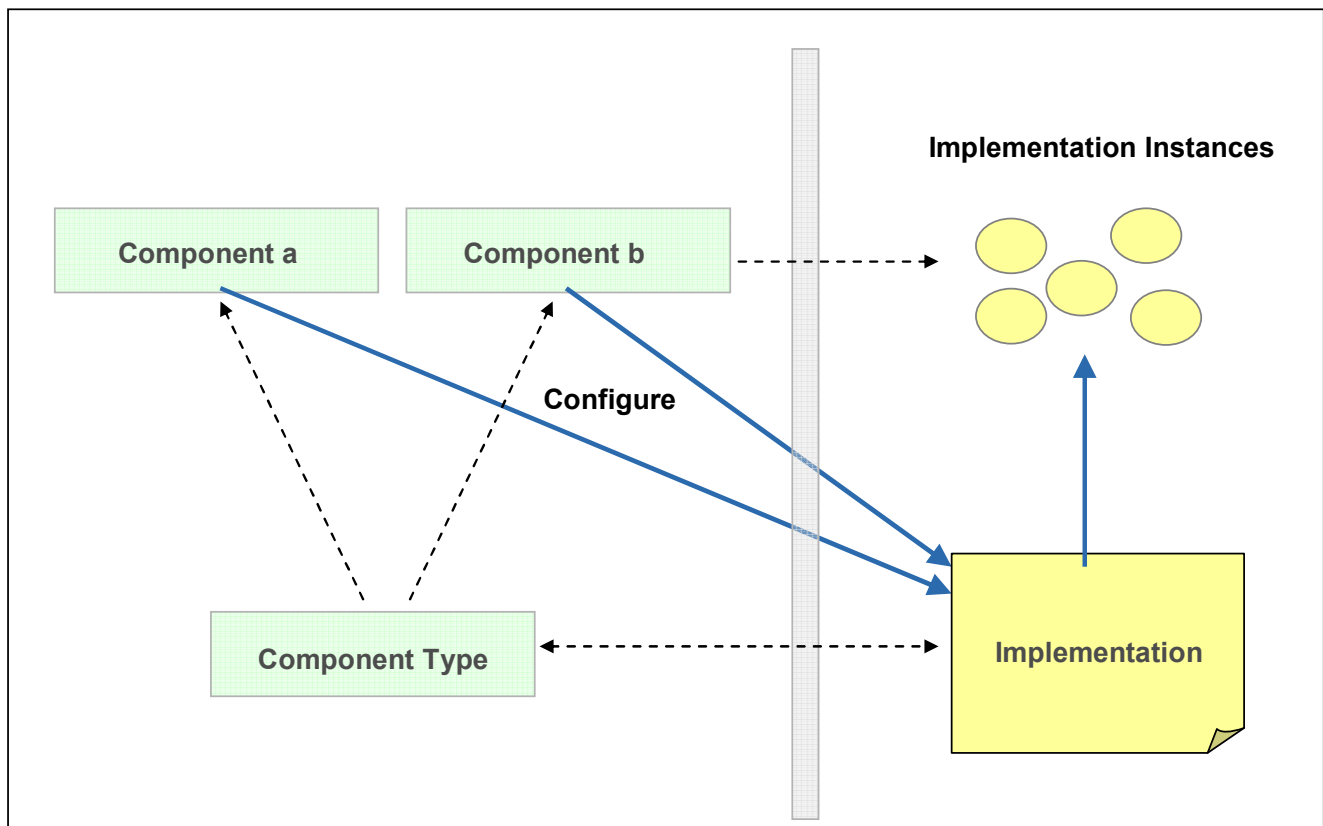 Implementation Instances
Component a
Component b
Configure
Component Type
Implementation